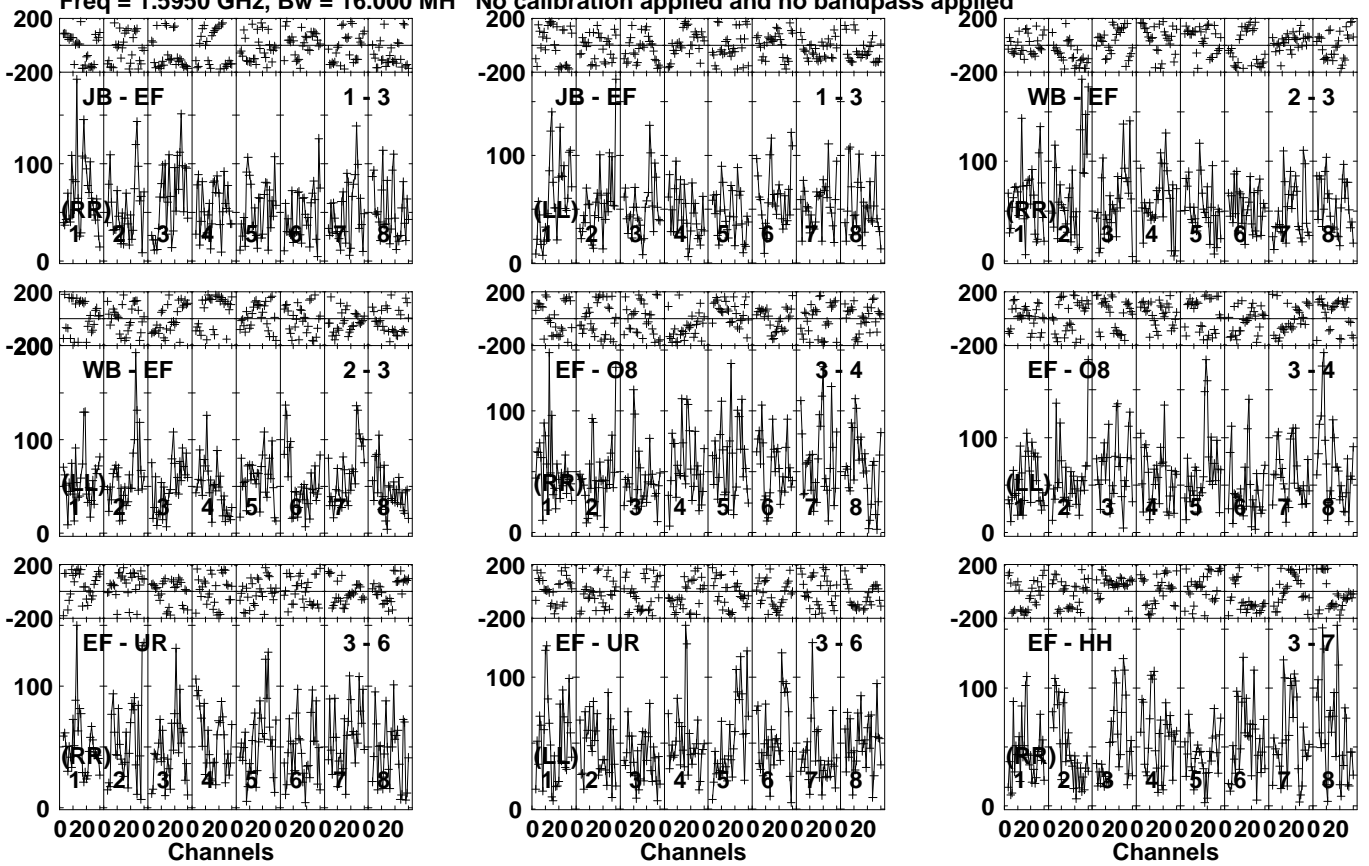 Freq = 1.5950 GHz, Bw = 16.000 MH No calibration applied and no bandpass applied
200 200 200
-200 -200 -200
JB - EF 1 - 3 JB - EF 1 - 3 WB - EF 2 - 3
100 100 100
(RR) (LL) (RR)
1 2 3 4 5 6 7 8 1 2 3 4 5 6 7 8 1 2 3 4 5 6 7 8
0 0 0
200 200 200
-200 -200 -200
200
WB - EF 2 - 3 EF - O8 3 - 4 EF - O8 3 - 4
100 100 100
(LL) (RR) (LL)
1 2 3 4 5 6 7 8 1 2 3 4 5 6 7 8 1 2 3 4 5 6 7 8
0 0 0
200 200 200
-200 -200 -200
EF - UR 3 - 6 EF - UR 3 - 6 EF - HH 3 - 7
100 100 100
(RR) (LL) (RR)
1 2 3 4 5 6 7 8 1 2 3 4 5 6 7 8 1 2 3 4 5 6 7 8
0 0 0
0 20 0 20 0 20 0 20 0 20 0 20 0 20 0 20 0 20 0 20 0 20 0 20 0 20 0 20 0 20 0 20 0 20 0 20 0 20 0 20 0 20 0 20 0 20 0 20
Channels Channels Channels